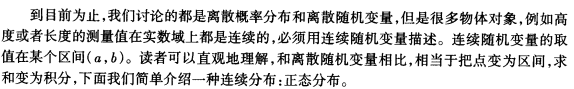 到目前为止,我们讨论的都是离散概率分布和离散随机变量,但是很多物体对象,例如高
度或者长度的测量值在实数域上都是连续的,必须用连续随机变量描述。连续随机变量的取
值在某个区间(a,b)。读者可以直观地理解,和离散随机变量相比,相当于把点变为区间,求
和变为积分,下面我们简单介绍一种连续分布:正态分布。